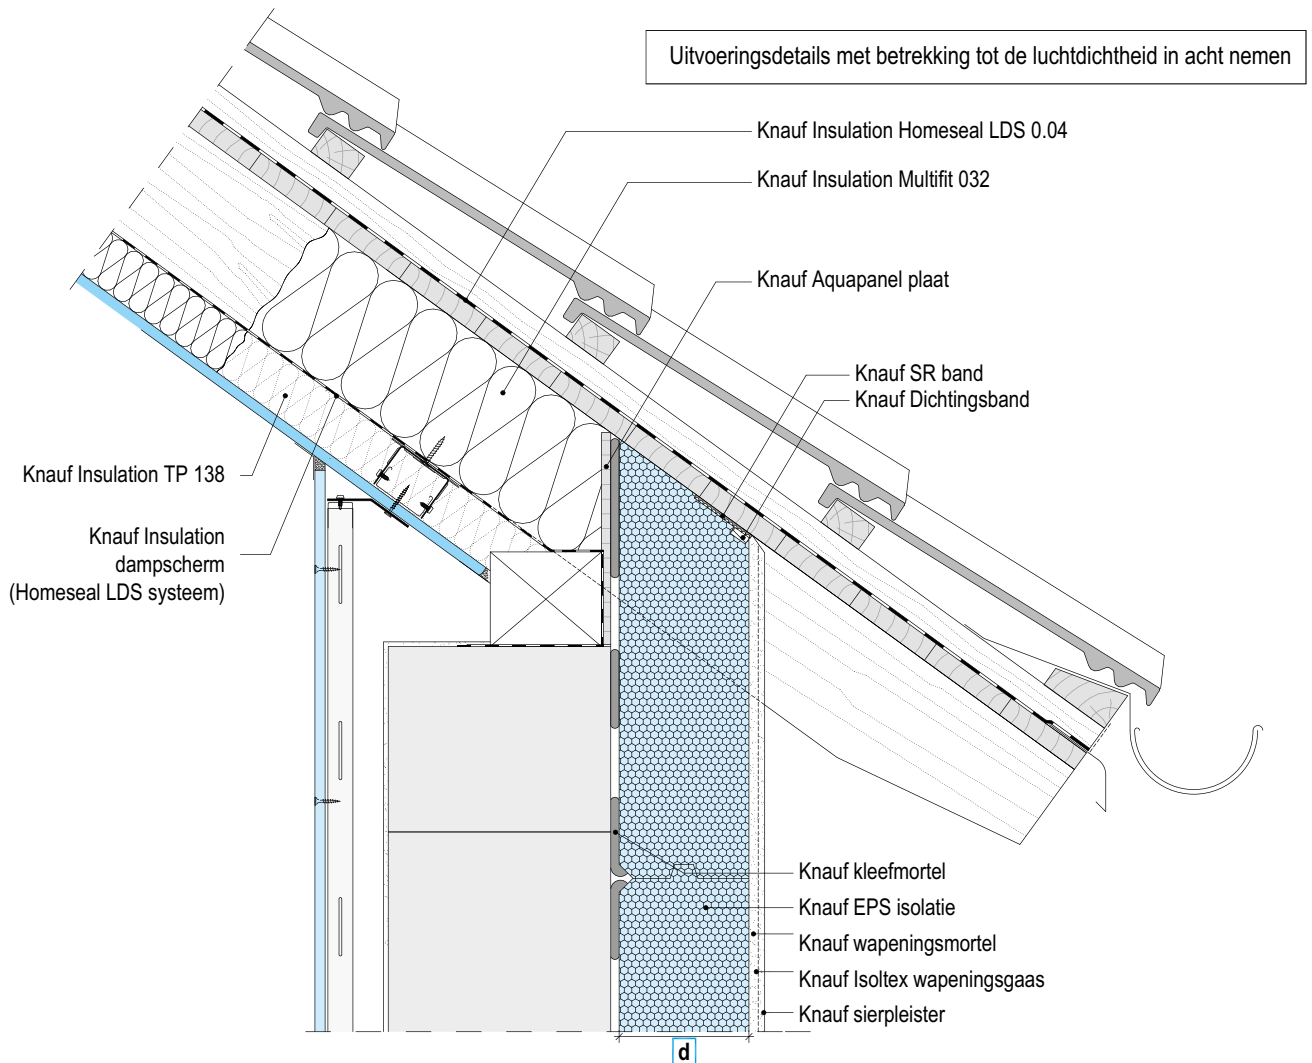 Uitvoeringsdetails met betrekking tot de luchtdichtheid in acht nemen
Knauf Insulation Homeseal LDS 0.04
Knauf Insulation Multifit 032
Knauf Aquapanel plaat
Knauf SR band
Knauf Dichtingsband
Knauf Insulation TP 138
Knauf Insulation
dampscherm
(Homeseal LDS systeem)
Knauf kleefmortel
Knauf EPS isolatie
Knauf wapeningsmortel
Knauf Isoltex wapeningsgaas
Knauf sierpleister
d